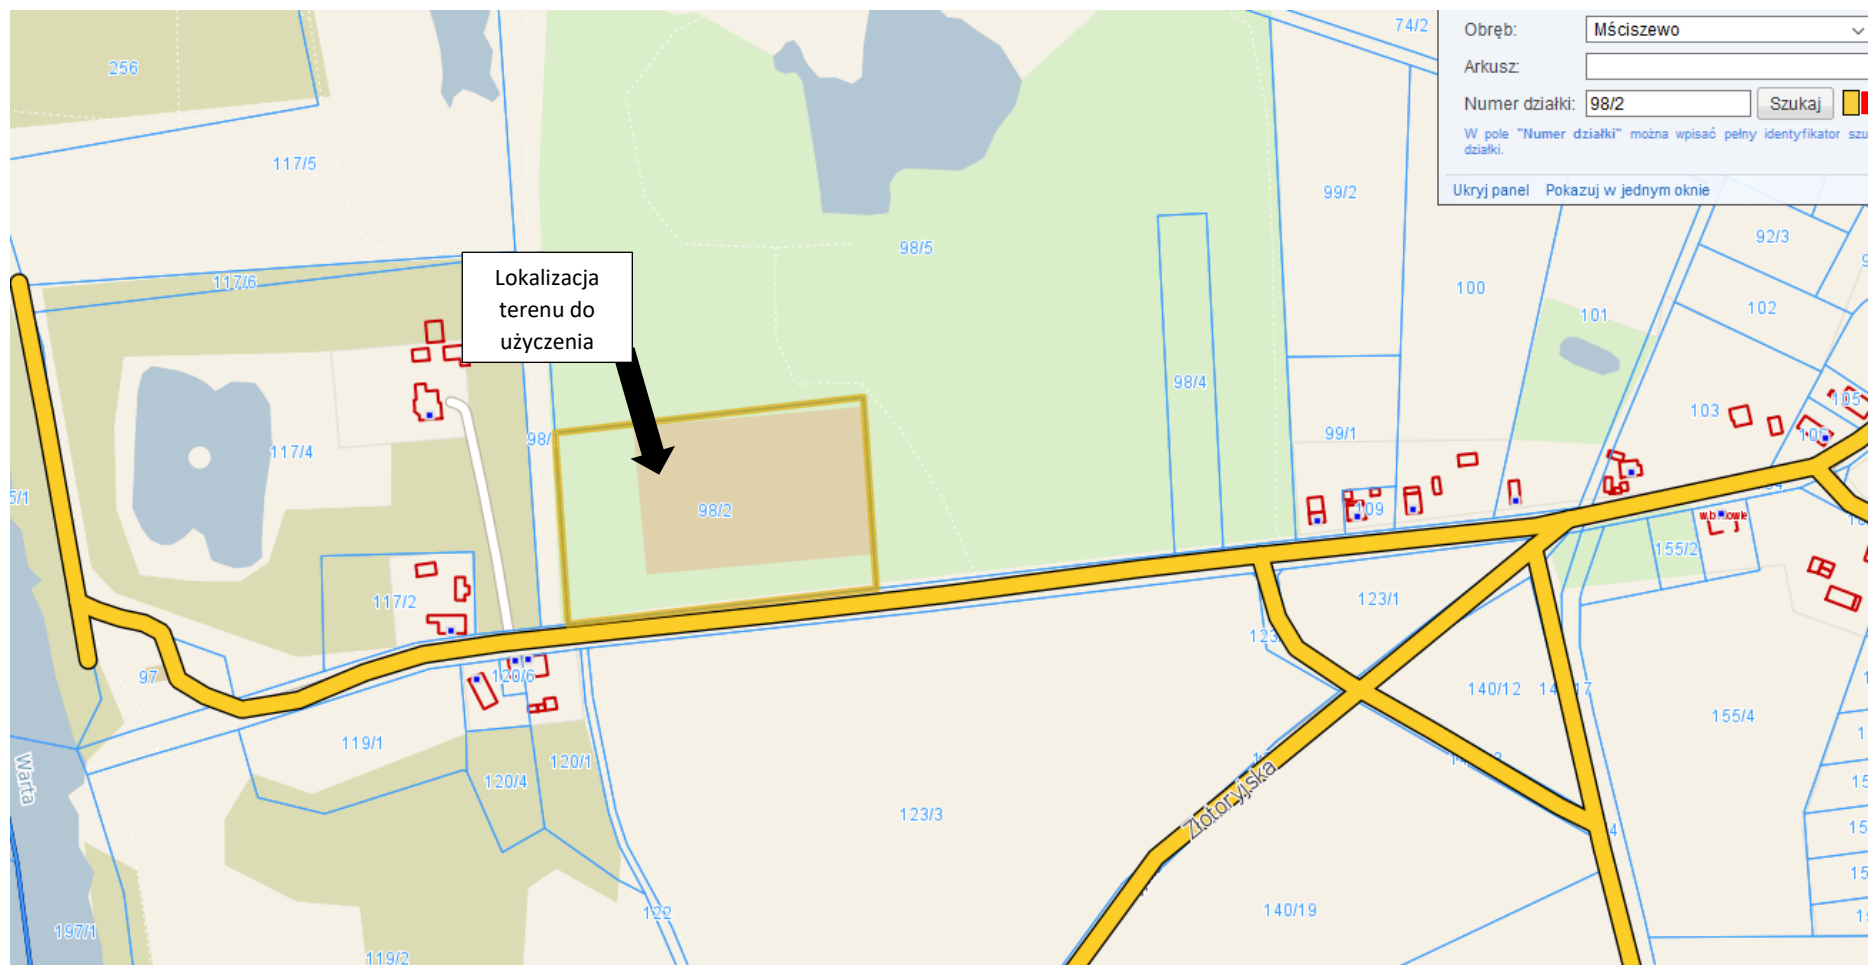 74/2
Obręb:
Mściszewo
Arkusz:
Numer działki:
98/2
Szukaj
W pole "Numer działki" można wpisać pełny identyfikator szu
działki.
Ukryj panel
Pokazuj w jednym oknie
256
117/5
99/2
92/3
98/5
117/6
Lokalizacja
terenu do
użyczenia
100
101
102
98/4
105
103
106
99/1
98/
117/4
5/1
98/2
109
155/2
117/2
123/1
97
120/6
140/12
155/4
119/1
120/4
120/1
Warta
Złotoryjska
123/3
122
140/19
197/1
119/2